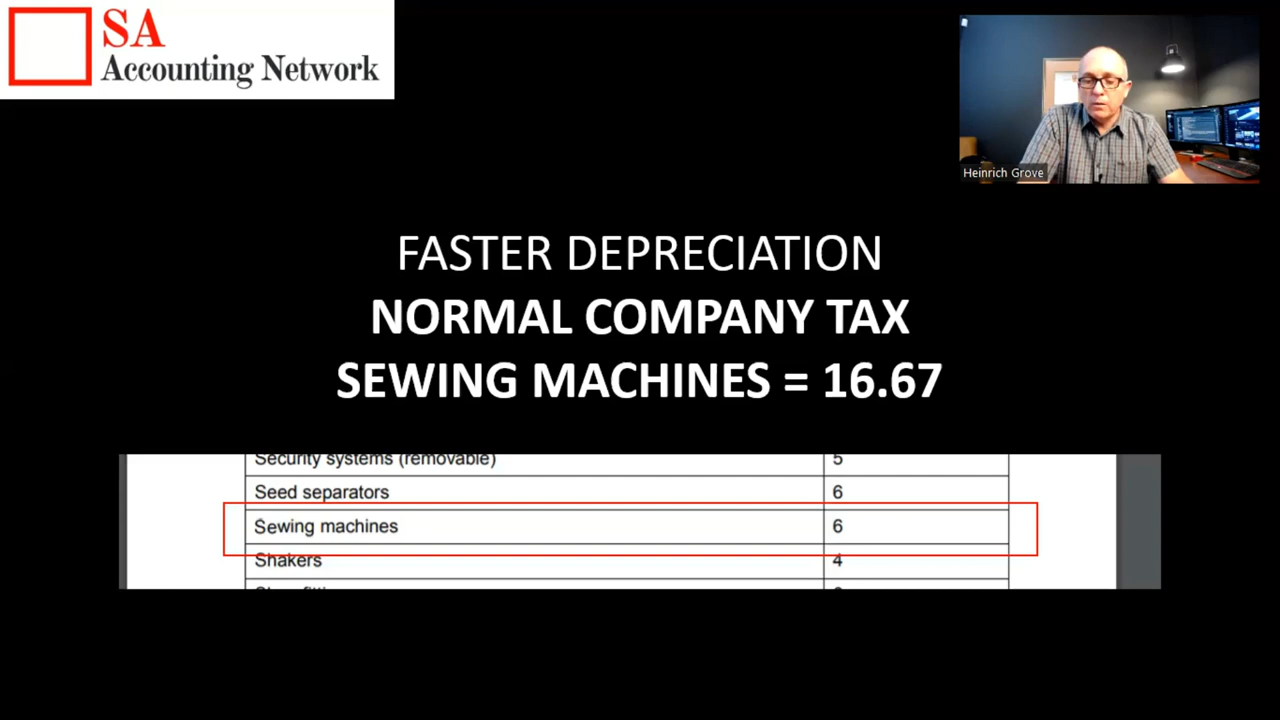 SA
Accounting Network
Heinrich Grove
FASTER DEPRECIATION
NORMAL COMPANY TAX
SEWING MACHINES = 16.67
Security systems (removable) 5
Seed separators 6
Sewing machines 6
Shakers 4